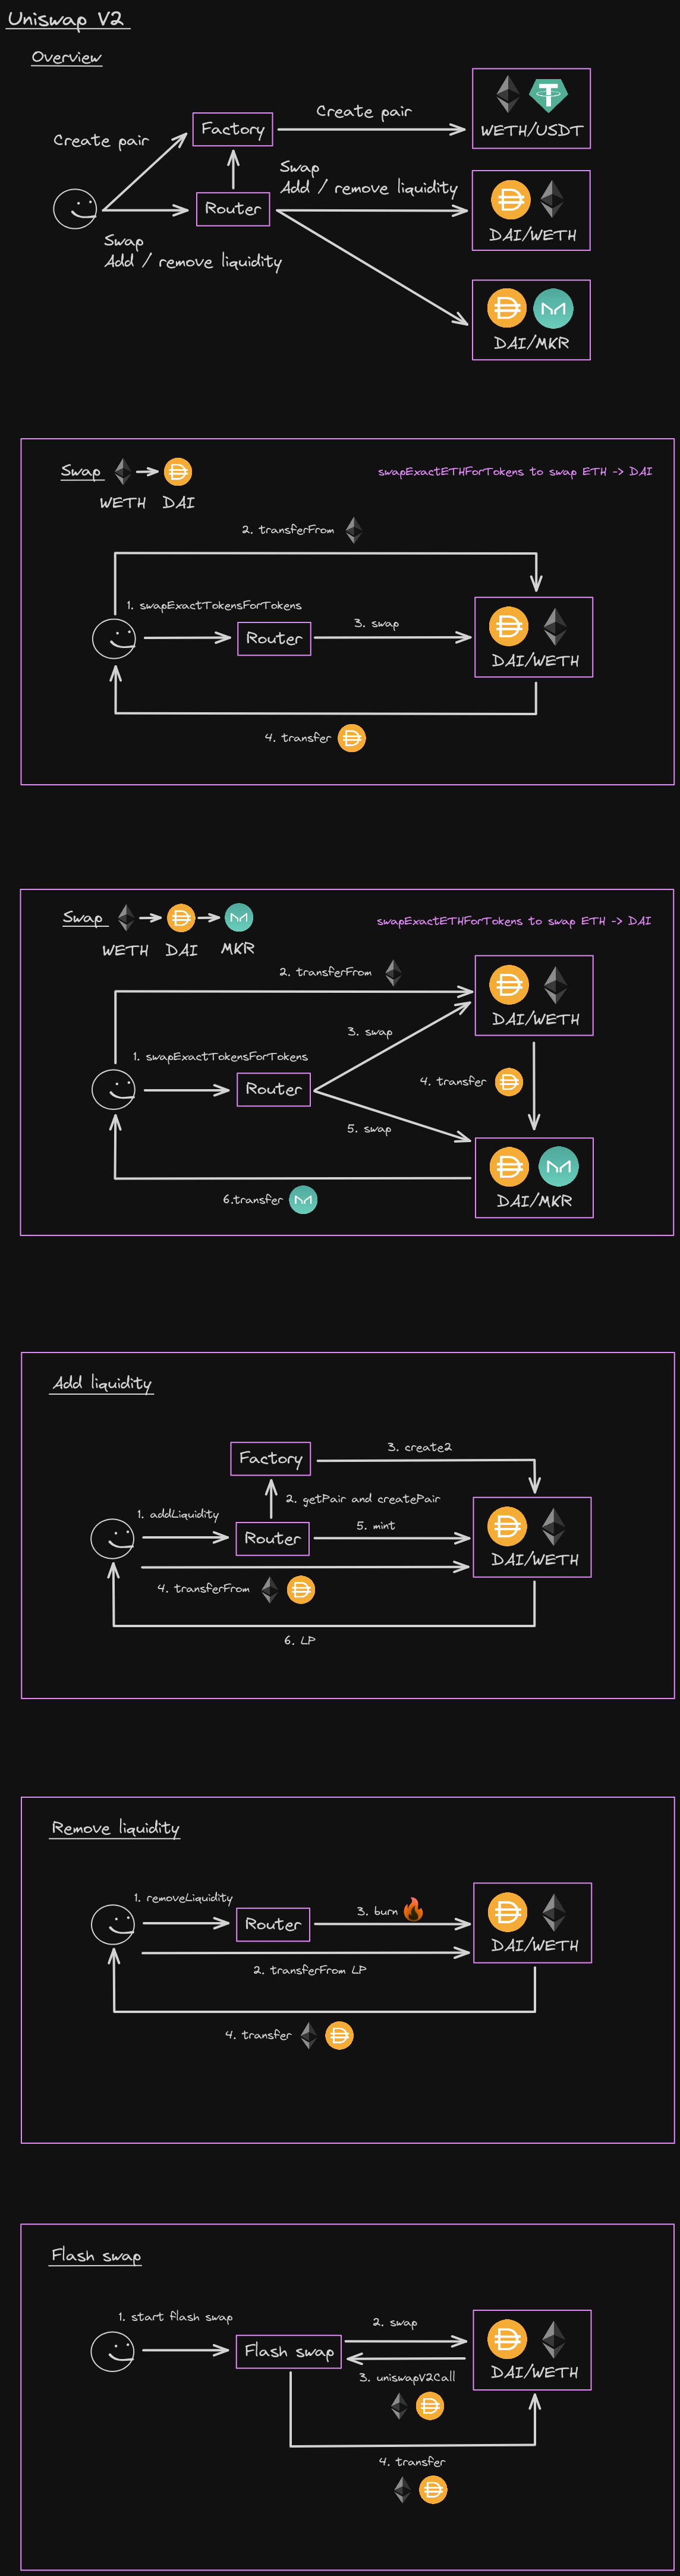 Uniswap V2
Overview
Create pair
Create pair
Factory
WETH/USDT
Swap
Add / remove liquidity
Router
DAI/WETH
Swap
Add / remove liquidity
DAI/MKR
Swap
swapExactETHForTokens to swap ETH -> DAI
WETH DAI
2. transferFrom
1. swapExactTokensForTokens
3. swap
Router
DAI/WETH
4. transfer
Swap
swapExactETHForTokens to swap ETH -> DAI
WETH DAI MKR
2. transferFrom
DAI/WETH
3. swap
1. swapExactTokensForTokens
4. transfer
Router
5. swap
6.transfer
DAI/MKR
Add liquidity
3. create2
Factory
2. getPair and createPair
1. addLiquidity
5. mint
Router
DAI/WETH
4. transferFrom
6. LP
Remove liquidity
1. removeLiquidity
3. burn
Router
DAI/WETH
2. transferFrom LP
4. transfer
Flash swap
1. start flash swap
2. swap
Flash swap
DAI/WETH
3. uniswapV2Call
4. transfer